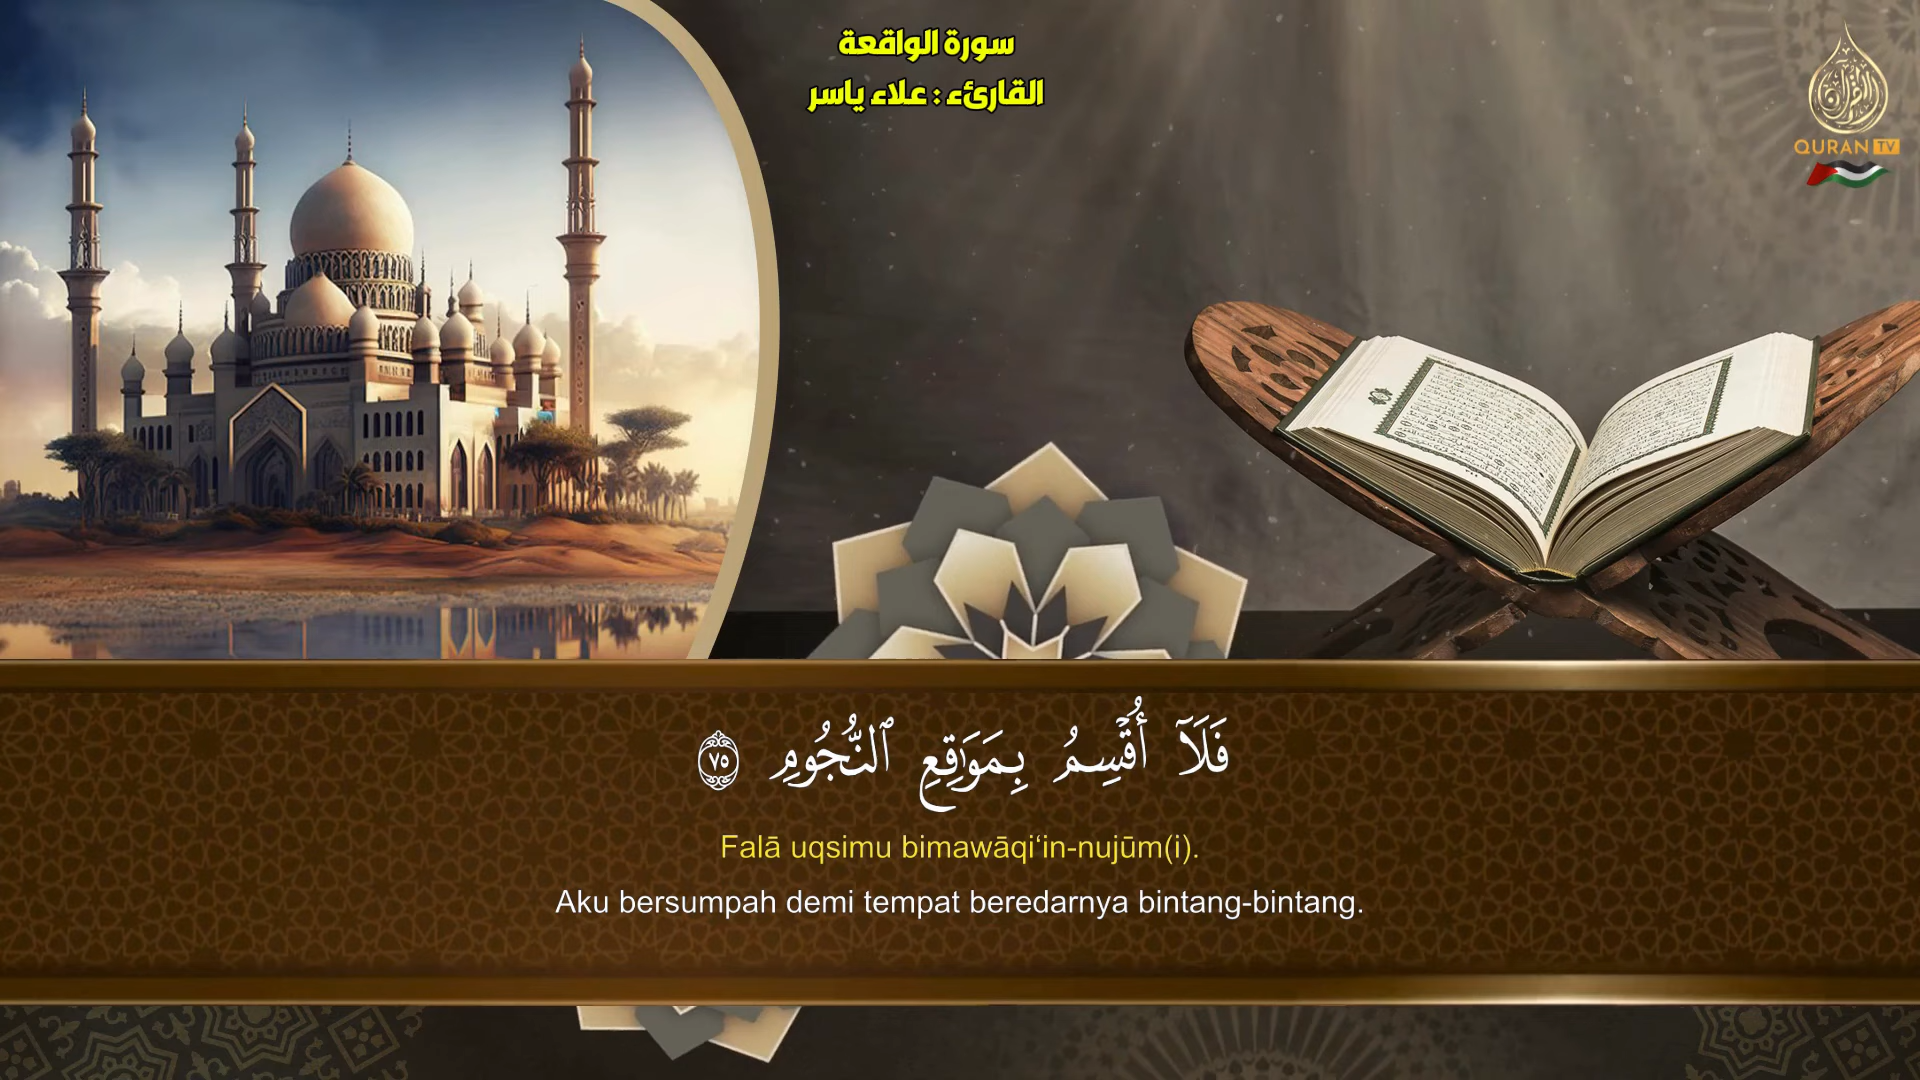 سورة الواقعة
القارئء : علاء ياسر
QURAN TV
فَلَآ أُقْسِمُ بِمَوَٰقِعِ ٱلنُّجُومِ ٧٥
Falā uqsimu bimawāqi‘in-nujūm(i).
Aku bersumpah demi tempat beredarnya bintang-bintang.